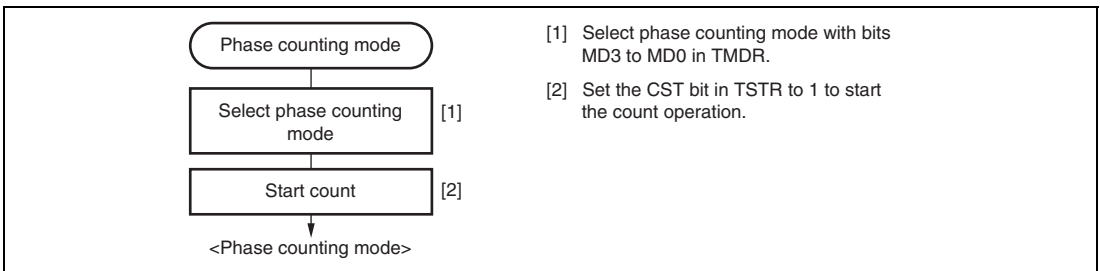 Phase counting mode
Select phase counting
mode
[1]
Start count
[2]
<Phase counting mode>
[1] Select phase counting mode with bits
MD3 to MD0 in TMDR.
[2] Set the CST bit in TSTR to 1 to start
the count operation.